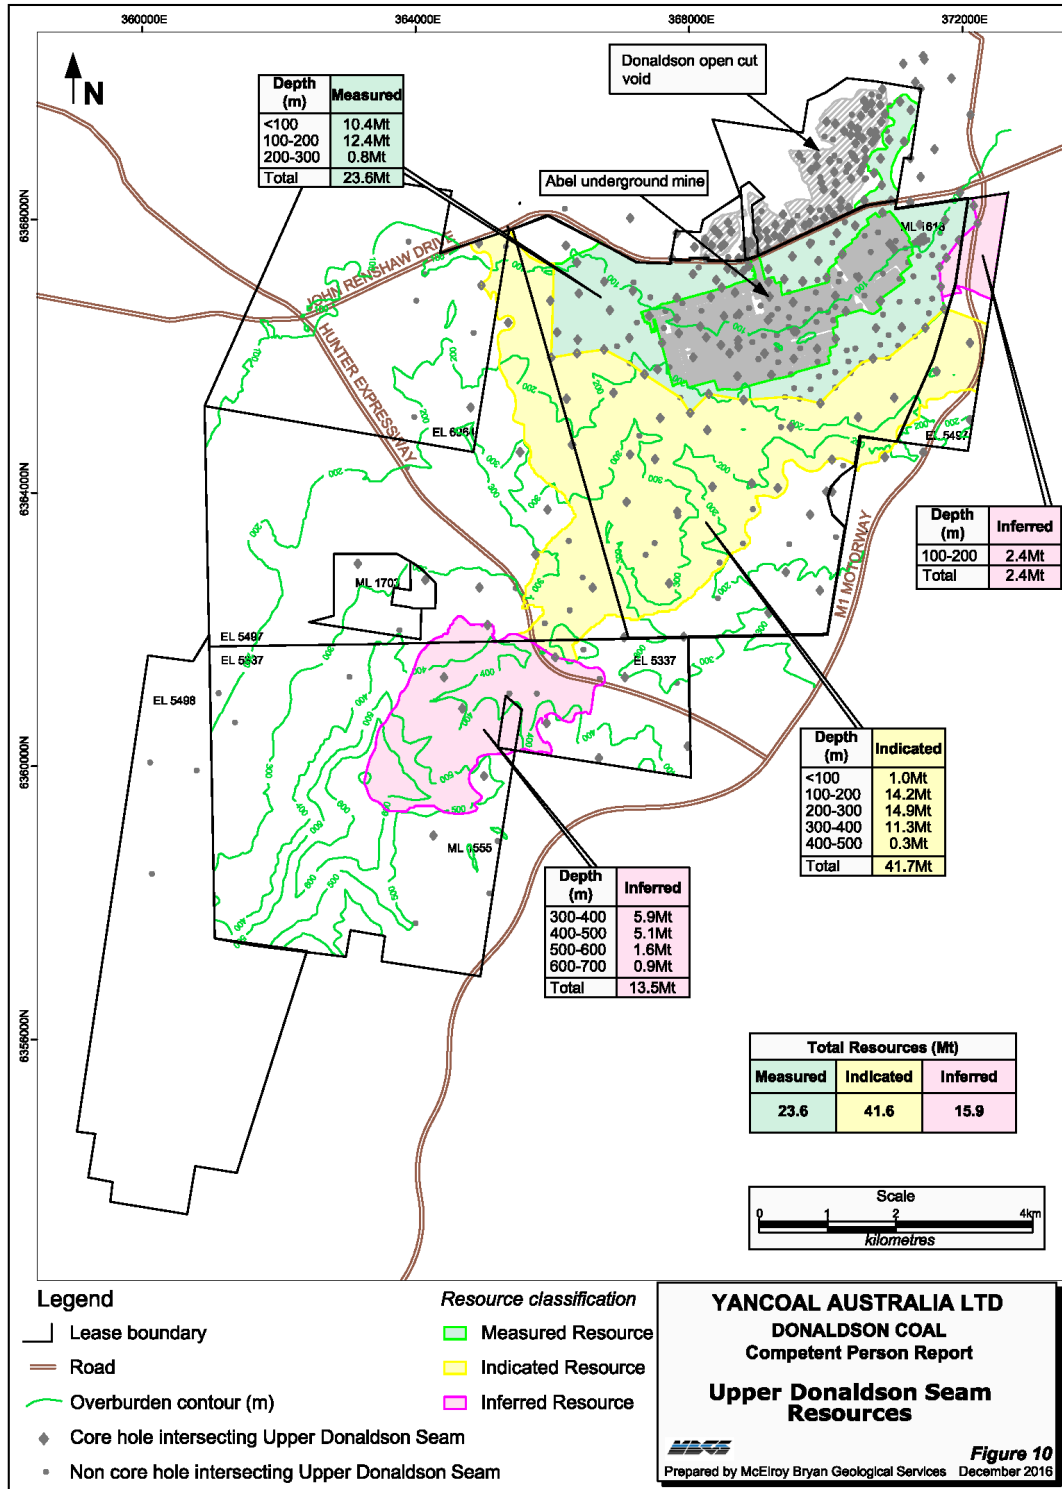 360000E 364000E 368000E 372000E
6368000N
6364000N
6360000N
6356000N
N
Depth (m) Measured
<100 10.4Mt
100-200 12.4Mt
200-300 0.8Mt
Total 23.6Mt
Donaldson open cut
void
Abel underground mine
JOHN RENSHAW DRIVE
HUNTER EXPRESSWAY
M1 MOTORWAY
EL 5497
Depth (m) Inferred
100-200 2.4Mt
Total 2.4Mt
ML 1703
EL 5497
EL 5337
EL 5337
EL 5498
ML 1555
Depth (m) Indicated
<100 1.0Mt
100-200 14.2Mt
200-300 14.9Mt
300-400 11.3Mt
400-500 0.3Mt
Total 41.7Mt
Depth (m) Inferred
300-400 5.9Mt
400-500 5.1Mt
500-600 1.6Mt
600-700 0.9Mt
Total 13.5Mt
Total Resources (Mt)
Measured Indicated Inferred
23.6 41.6 15.9
Scale
0 1 2 4km
kilometres
Legend
Lease boundary
Road
Overburden contour (m)
Core hole intersecting Upper Donaldson Seam
Non core hole intersecting Upper Donaldson Seam
Resource classification
Measured Resource
Indicated Resource
Inferred Resource
YANCOAL AUSTRALIA LTD
DONALDSON COAL
Competent Person Report
Upper Donaldson Seam
Resources
Figure 10
Prepared by McElroy Bryan Geological Services December 2016